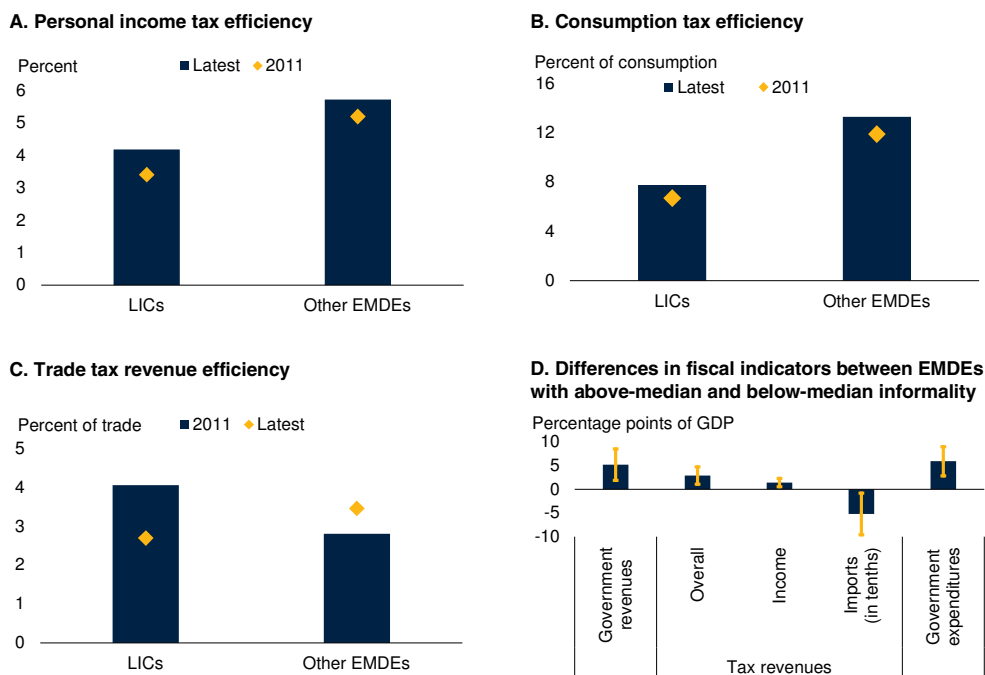 A. Personal income tax efficiency
Percent
Latest
2011
6
5
4
3
2
1
0
LICs
Other EMDEs
B. Consumption tax efficiency
Percent of consumption
16
Latest
2011
12
8
4
0
LICs
Other EMDEs
C. Trade tax revenue efficiency
Percent of trade
2011
Latest
5
4
3
2
1
0
LICs
Other EMDEs
D. Differences in fiscal indicators between EMDEs
with above-median and below-median informality
Percentage points of GDP
10
5
0
-5
-10
Government
revenues
Overall
Income
Imports
(in tenths)
Government
expenditures
Tax revenues